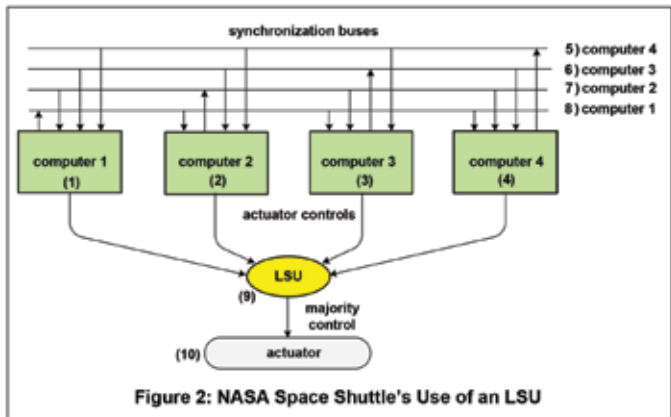 synchronization buses
5) computer 4
6) computer 3
7) computer 2
8) computer 1
computer 1
(1)
computer 2
(2)
computer 3
(3)
computer 4
(4)
actuator controls
LSU
(9)
majority
control
(10)
actuator
Figure 2: NASA Space Shuttle's Use of an LSU